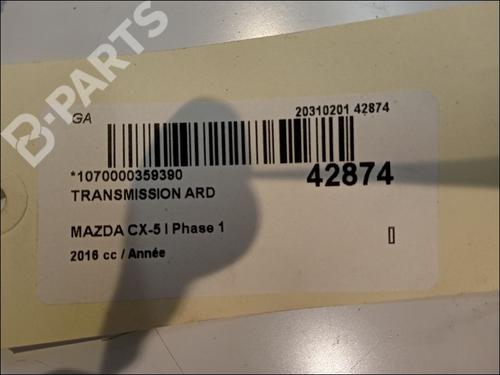 B-PARTS
GA
20310201 42874
*1070000359390
42874
TRANSMISSION ARD
MAZDA CX-5 I Phase 1
2016 cc / Année